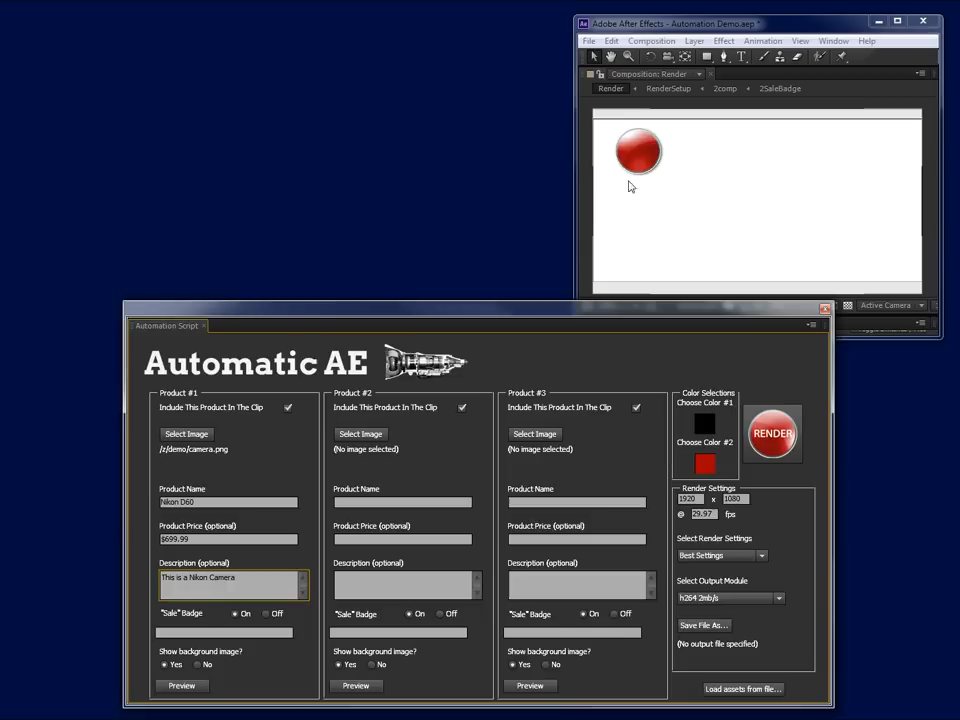 Adobe After Effects - Automation Demo.aep *
File Edit Composition Layer Effect Animation View Window Help
Composition: Render
Render RenderSetup 2comp 2SaleBadge
Active Camera
Automation Script
Automatic AE
Product #1
Include This Product In The Clip
Select Image
/z/demo/camera.png
Product Name
Nikon D60
Product Price (optional)
$699.99
Description (optional)
This is a Nikon Camera
"Sale" Badge On Off
Show background image?
Yes No
Preview
Product #2
Include This Product In The Clip
Select Image
(No image selected)
Product Name
Product Price (optional)
Description (optional)
"Sale" Badge On Off
Show background image?
Yes No
Preview
Product #3
Include This Product In The Clip
Select Image
(No image selected)
Product Name
Product Price (optional)
Description (optional)
"Sale" Badge On Off
Show background image?
Yes No
Preview
Color Selections
Choose Color #1
Choose Color #2
RENDER
Render Settings
1920 x 1080
@ 29.97 fps
Select Render Settings
Best Settings
Select Output Module
h264 2mb/s
Save File As...
(No output file specified)
Load assets from file...